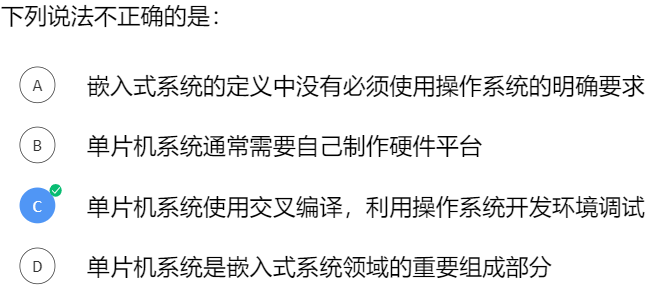 下列说法不正确的是：
A 嵌入式系统的定义中没有必须使用操作系统的明确要求
B 单片机系统通常需要自己制作硬件平台
C 单片机系统使用交叉编译，利用操作系统开发环境调试
D 单片机系统是嵌入式系统领域的重要组成部分